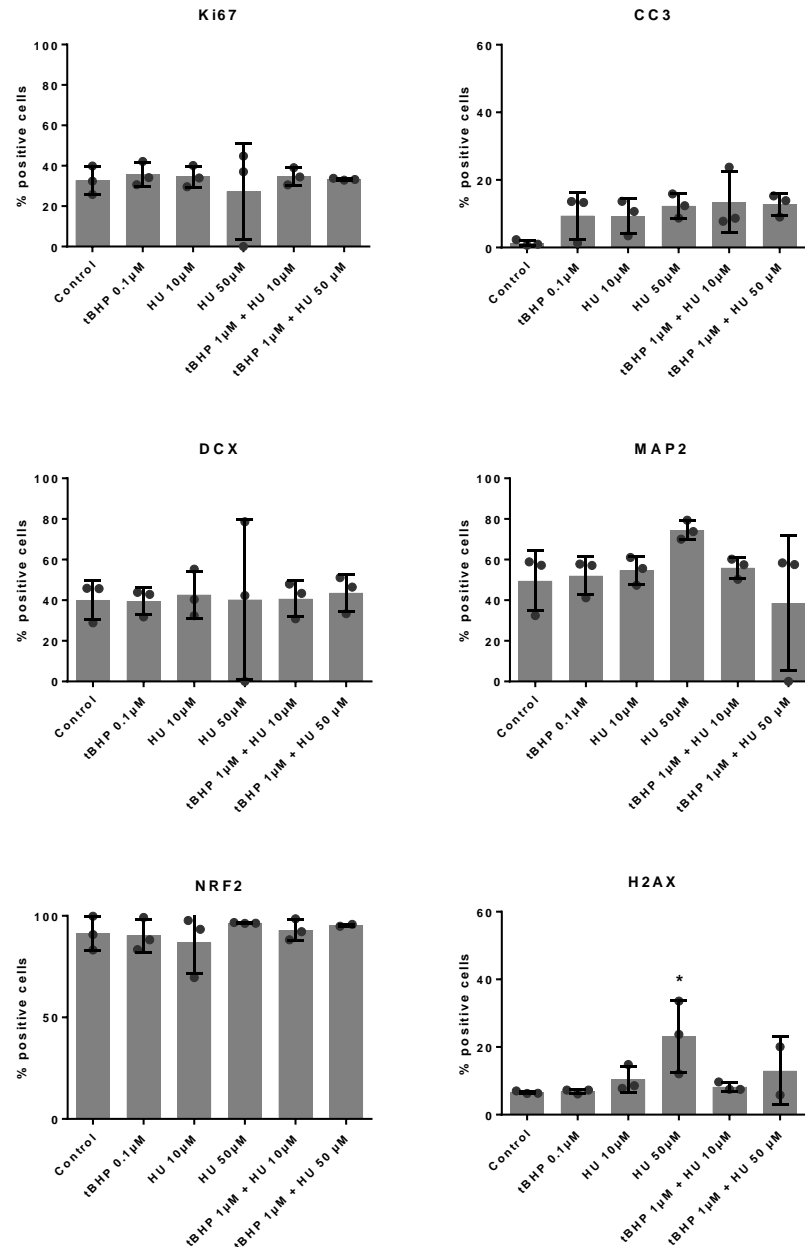 Ki67
% positive cells
100
80
60
40
20
0
Control
tBHP 0.1µM
HU 10µM
HU 50µM
tBHP 1µM + HU 10µM
tBHP 1µM + HU 50 µM
CC3
% positive cells
60
40
20
0
Control
tBHP 0.1µM
HU 10µM
HU 50µM
tBHP 1µM + HU 10µM
tBHP 1µM + HU 50 µM
DCX
% positive cells
100
80
60
40
20
0
Control
tBHP 0.1µM
HU 10µM
HU 50µM
tBHP 1µM + HU 10µM
tBHP 1µM + HU 50 µM
MAP2
% positive cells
100
80
60
40
20
0
Control
tBHP 0.1µM
HU 10µM
HU 50µM
tBHP 1µM + HU 10µM
tBHP 1µM + HU 50 µM
NRF2
% positive cells
100
50
0
Control
tBHP 0.1µM
HU 10µM
HU 50µM
tBHP 1µM + HU 10µM
tBHP 1µM + HU 50 µM
H2AX
% positive cells
60
40
20
0
*
Control
tBHP 0.1µM
HU 10µM
HU 50µM
tBHP 1µM + HU 10µM
tBHP 1µM + HU 50 µM